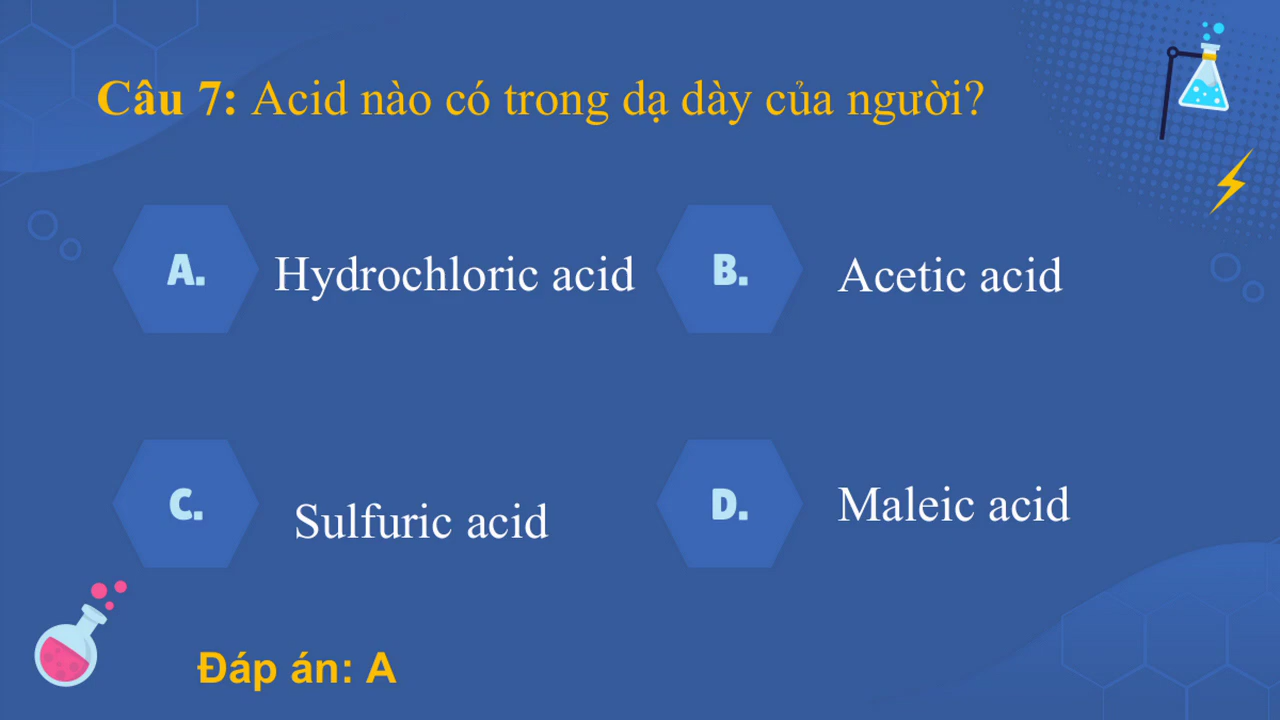 Câu 7: Acid nào có trong dạ dày của người?
A. Hydrochloric acid
B. Acetic acid
C. Sulfuric acid
D. Maleic acid
Đáp án: A